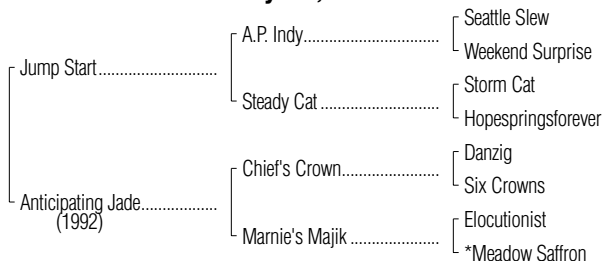 Seattle Slew
A.P. Indy
Weekend Surprise
Jump Start
Storm Cat
Steady Cat
Hopespringsforever
Danzig
Chief's Crown
Six Crowns
Anticipating Jade
(1992)
Elocutionist
Marnie's Majik
*Meadow Saffron